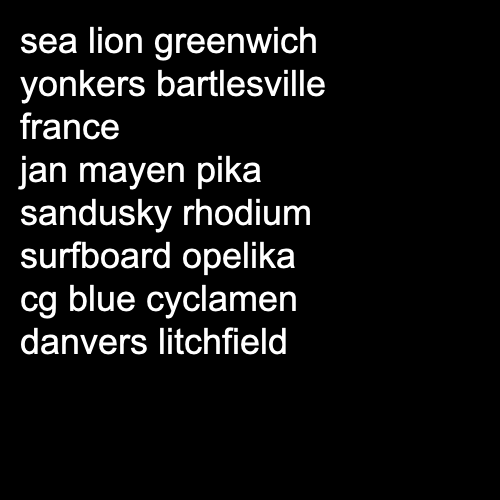 sea lion greenwich
yonkers bartlesville
france
jan mayen pika
sandusky rhodium
surfboard opelika
cg blue cyclamen
danvers litchfield